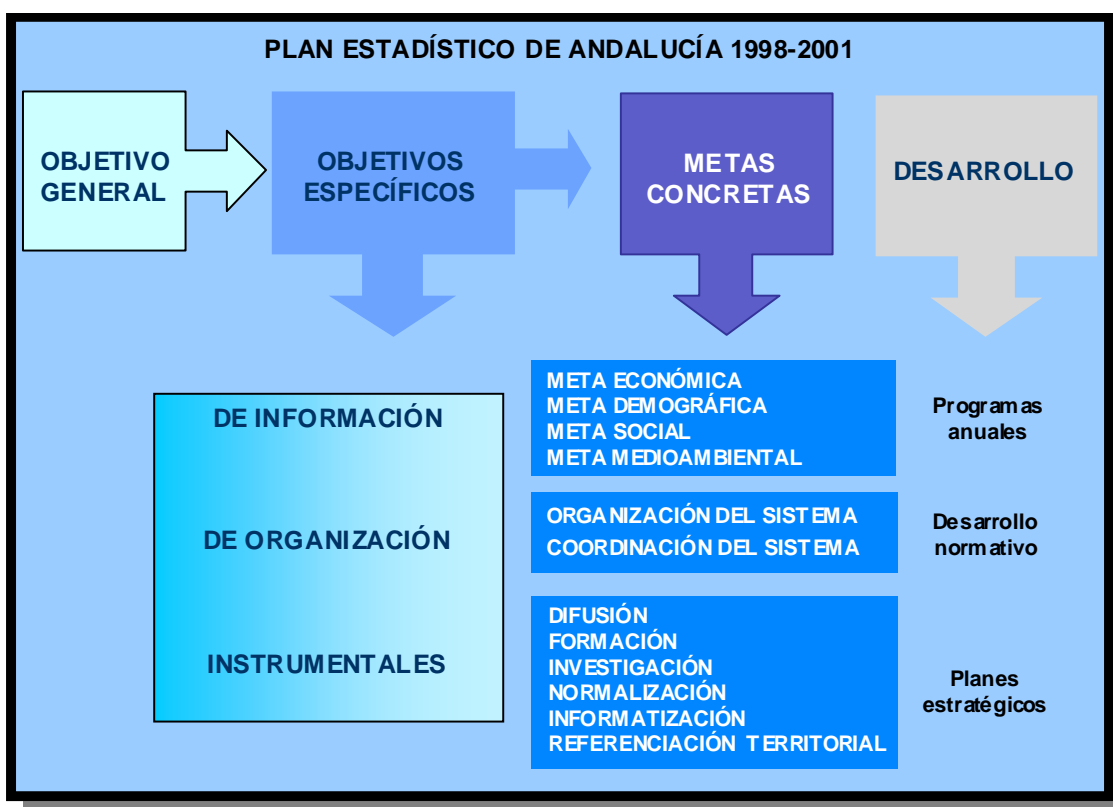 PLAN ESTADÍSTICO DE ANDALUCÍA 1998-2001
OBJETIVO
GENERAL
OBJETIVOS
ESPECÍFICOS
METAS
CONCRETAS
DESARROLLO
DE INFORMACIÓN
META ECONÓMICA
META DEMOGRÁFICA
META SOCIAL
META MEDIOAMBIENTAL
Programas
anuales
DE ORGANIZACIÓN
ORGANIZACIÓN DEL SISTEMA
COORDINACIÓN DEL SISTEMA
Desarrollo
normativo
INSTRUMENTALES
DIFUSIÓN
FORMACIÓN
INVESTIGACIÓN
NORMALIZACIÓN
INFORMATIZACIÓN
REFERENCIACIÓN TERRITORIAL
Planes
estratégicos